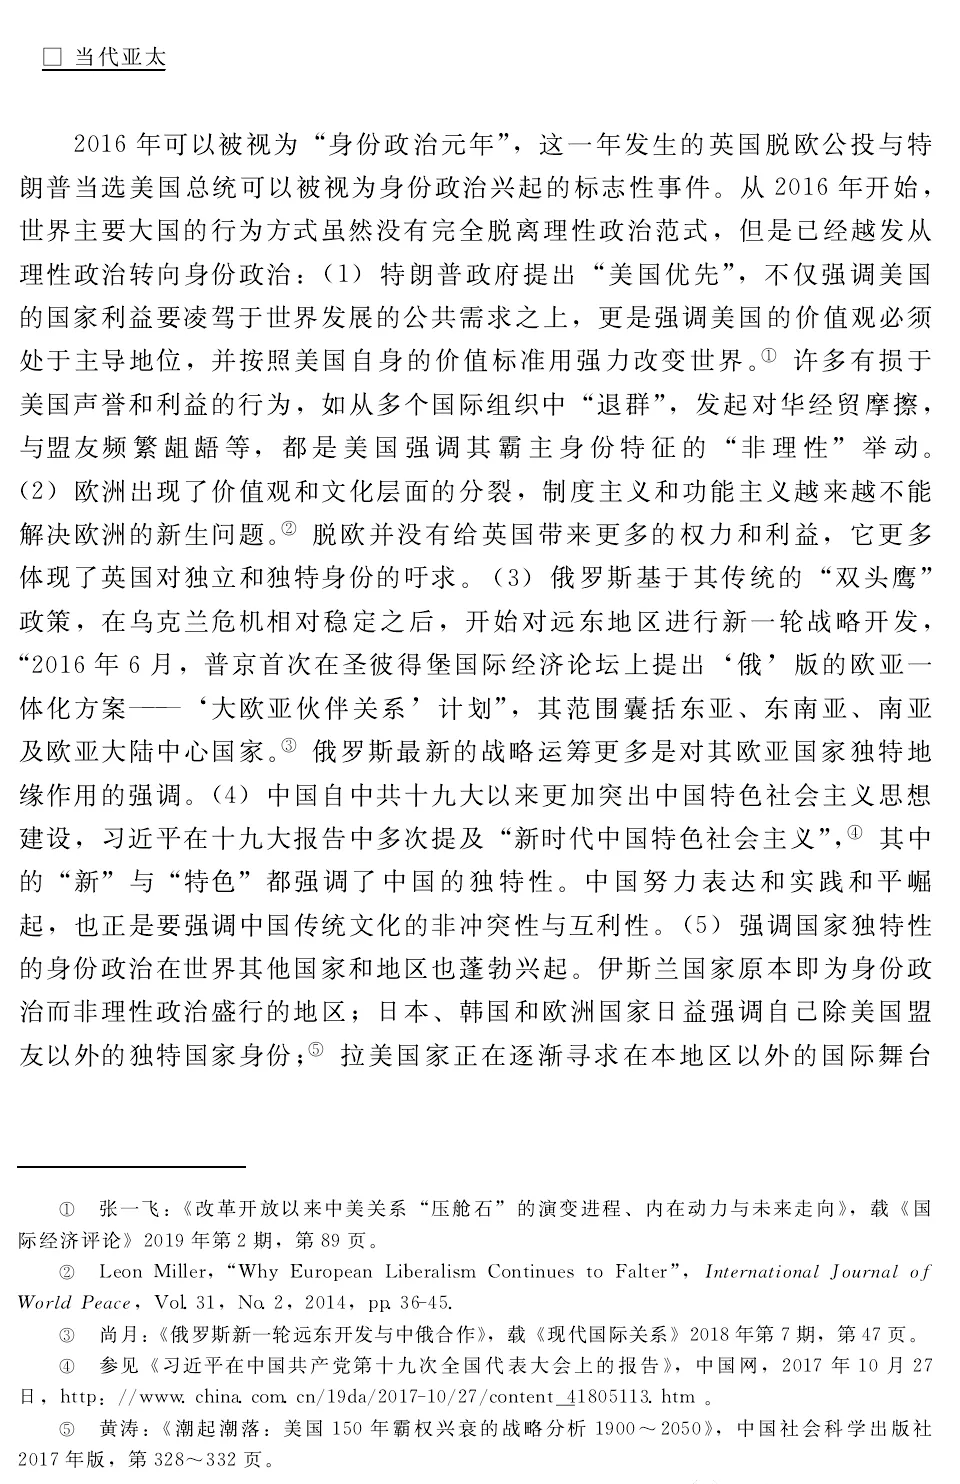 □ 当代亚太
2016 年可以被视为“身份政治元年”，这一年发生的英国脱欧公投与特
朗普当选美国总统可以被视为身份政治兴起的标志性事件。从 2016 年开始，
世界主要大国的行为方式虽然没有完全脱离理性政治范式，但是已经越发从
理性政治转向身份政治：（1）特朗普政府提出“美国优先”，不仅强调美国
的国家利益要凌驾于世界发展的公共需求之上，更是强调美国的价值观必须
处于主导地位，并按照美国自身的价值标准用强力改变世界。① 许多有损于
美国声誉和利益的行为，如从多个国际组织中“退群”，发起对华经贸摩擦，
与盟友频繁龃龉等，都是美国强调其霸主身份特征的“非理性”举动。
（2）欧洲出现了价值观和文化层面的分裂，制度主义和功能主义越来越不能
解决欧洲的新生问题。② 脱欧并没有给英国带来更多的权力和利益，它更多
体现了英国对独立和独特身份的吁求。（3）俄罗斯基于其传统的“双头鹰”
政策，在乌克兰危机相对稳定之后，开始对远东地区进行新一轮战略开发，
“2016 年 6 月，普京首次在圣彼得堡国际经济论坛上提出‘俄’版的欧亚一
体化方案——‘大欧亚伙伴关系’计划”，其范围囊括东亚、东南亚、南亚
及欧亚大陆中心国家。③ 俄罗斯最新的战略运筹更多是对其欧亚国家独特地
缘作用的强调。（4）中国自中共十九大以来更加突出中国特色社会主义思想
建设，习近平在十九大报告中多次提及“新时代中国特色社会主义”，④ 其中
的“新”与“特色”都强调了中国的独特性。中国努力表达和实践和平崛
起，也正是要强调中国传统文化的非冲突性与互利性。（5）强调国家独特性
的身份政治在世界其他国家和地区也蓬勃兴起。伊斯兰国家原本即为身份政
治而非理性政治盛行的地区；日本、韩国和欧洲国家日益强调自己除美国盟
友以外的独特国家身份；⑤ 拉美国家正在逐渐寻求在本地区以外的国际舞台
① 张一飞：《改革开放以来中美关系“压舱石”的演变进程、内在动力与未来走向》，载《国
际经济评论》2019 年第 2 期，第 89 页。
② Leon Miller, “Why European Liberalism Continues to Falter”, International Journal of
World Peace, Vol. 31, No. 2, 2014, pp. 36-45.
③ 尚月：《俄罗斯新一轮远东开发与中俄合作》，载《现代国际关系》2018 年第 7 期，第 47 页。
④ 参见《习近平在中国共产党第十九次全国代表大会上的报告》，中国网，2017 年 10 月 27
日，http: //www. china. com. cn/19da/2017-10/27/content_41805113. htm 。
⑤ 黄涛：《潮起潮落：美国 150 年霸权兴衰的战略分析 1900～2050》，中国社会科学出版社
2017 年版，第 328～332 页。